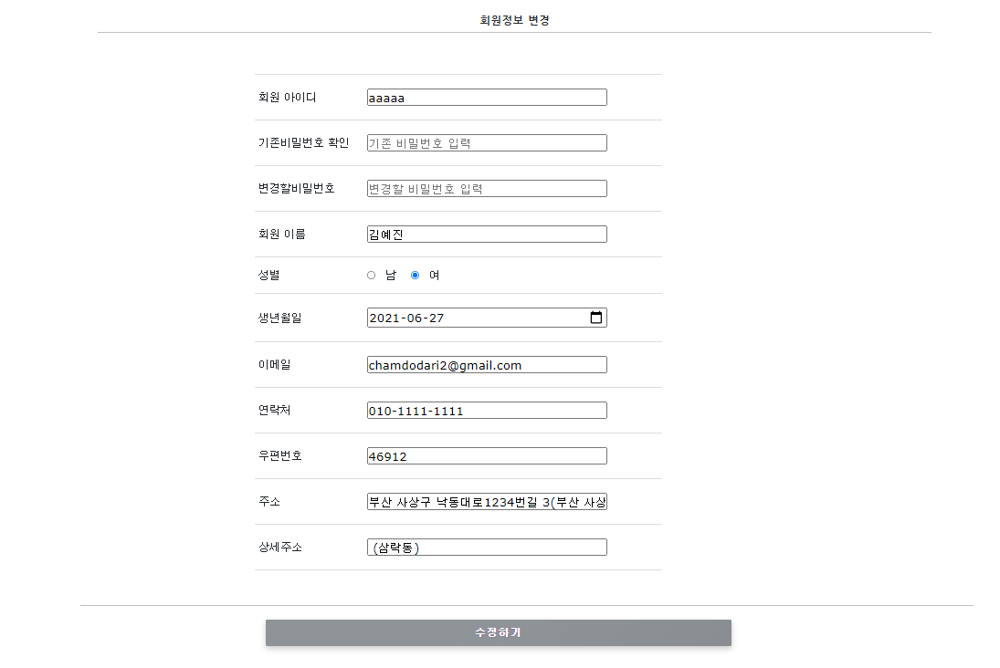 회원정보 변경
회원 아이디 aaaaa
기존비밀번호 확인 기존 비밀번호 입력
변경할비밀번호 변경할 비밀번호 입력
회원 이름 김예진
성별 남 여
생년월일 2021-06-27
이메일 chamdodari2@gmail.com
연락처 010-1111-1111
우편번호 46912
주소 부산 사상구 낙동대로1234번길 3(부산 사상
상세주소 (삼락동)
수정하기